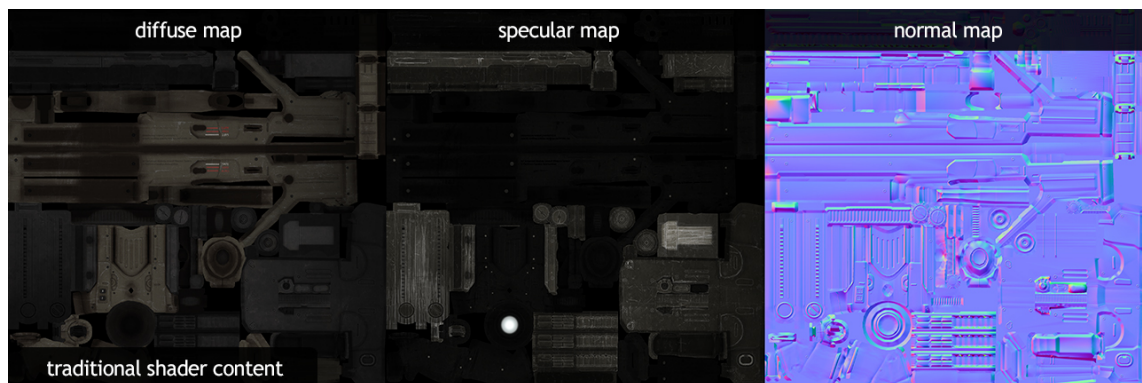 diffuse map
specular map
normal map
traditional shader content